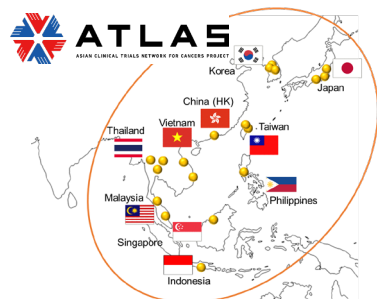 ATLAS
ASIAN CLINICAL TRIALS NETWORK FOR CANCERS PROJECT
Korea
Japan
China (HK)
Vietnam
Taiwan
Thailand
Malaysia
Philippines
Singapore
Indonesia